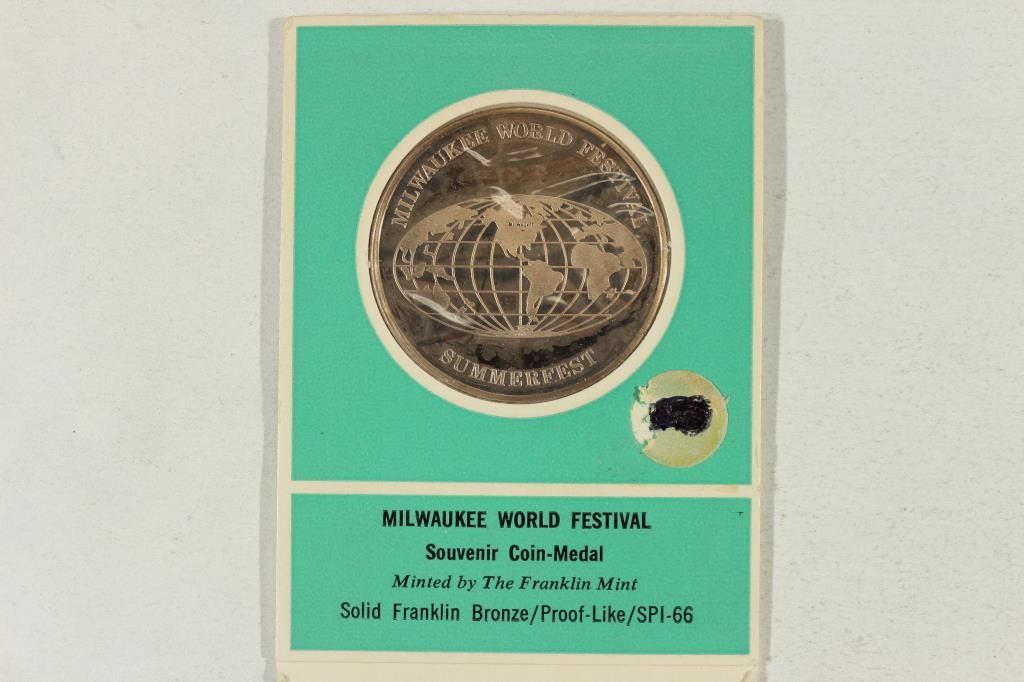 MILWAUKEE WORLD FESTIVAL
SUMMERFEST
MILWAUKEE WORLD FESTIVAL
Souvenir Coin-Medal
Minted by The Franklin Mint
Solid Franklin Bronze/Proof-Like/SPI-66